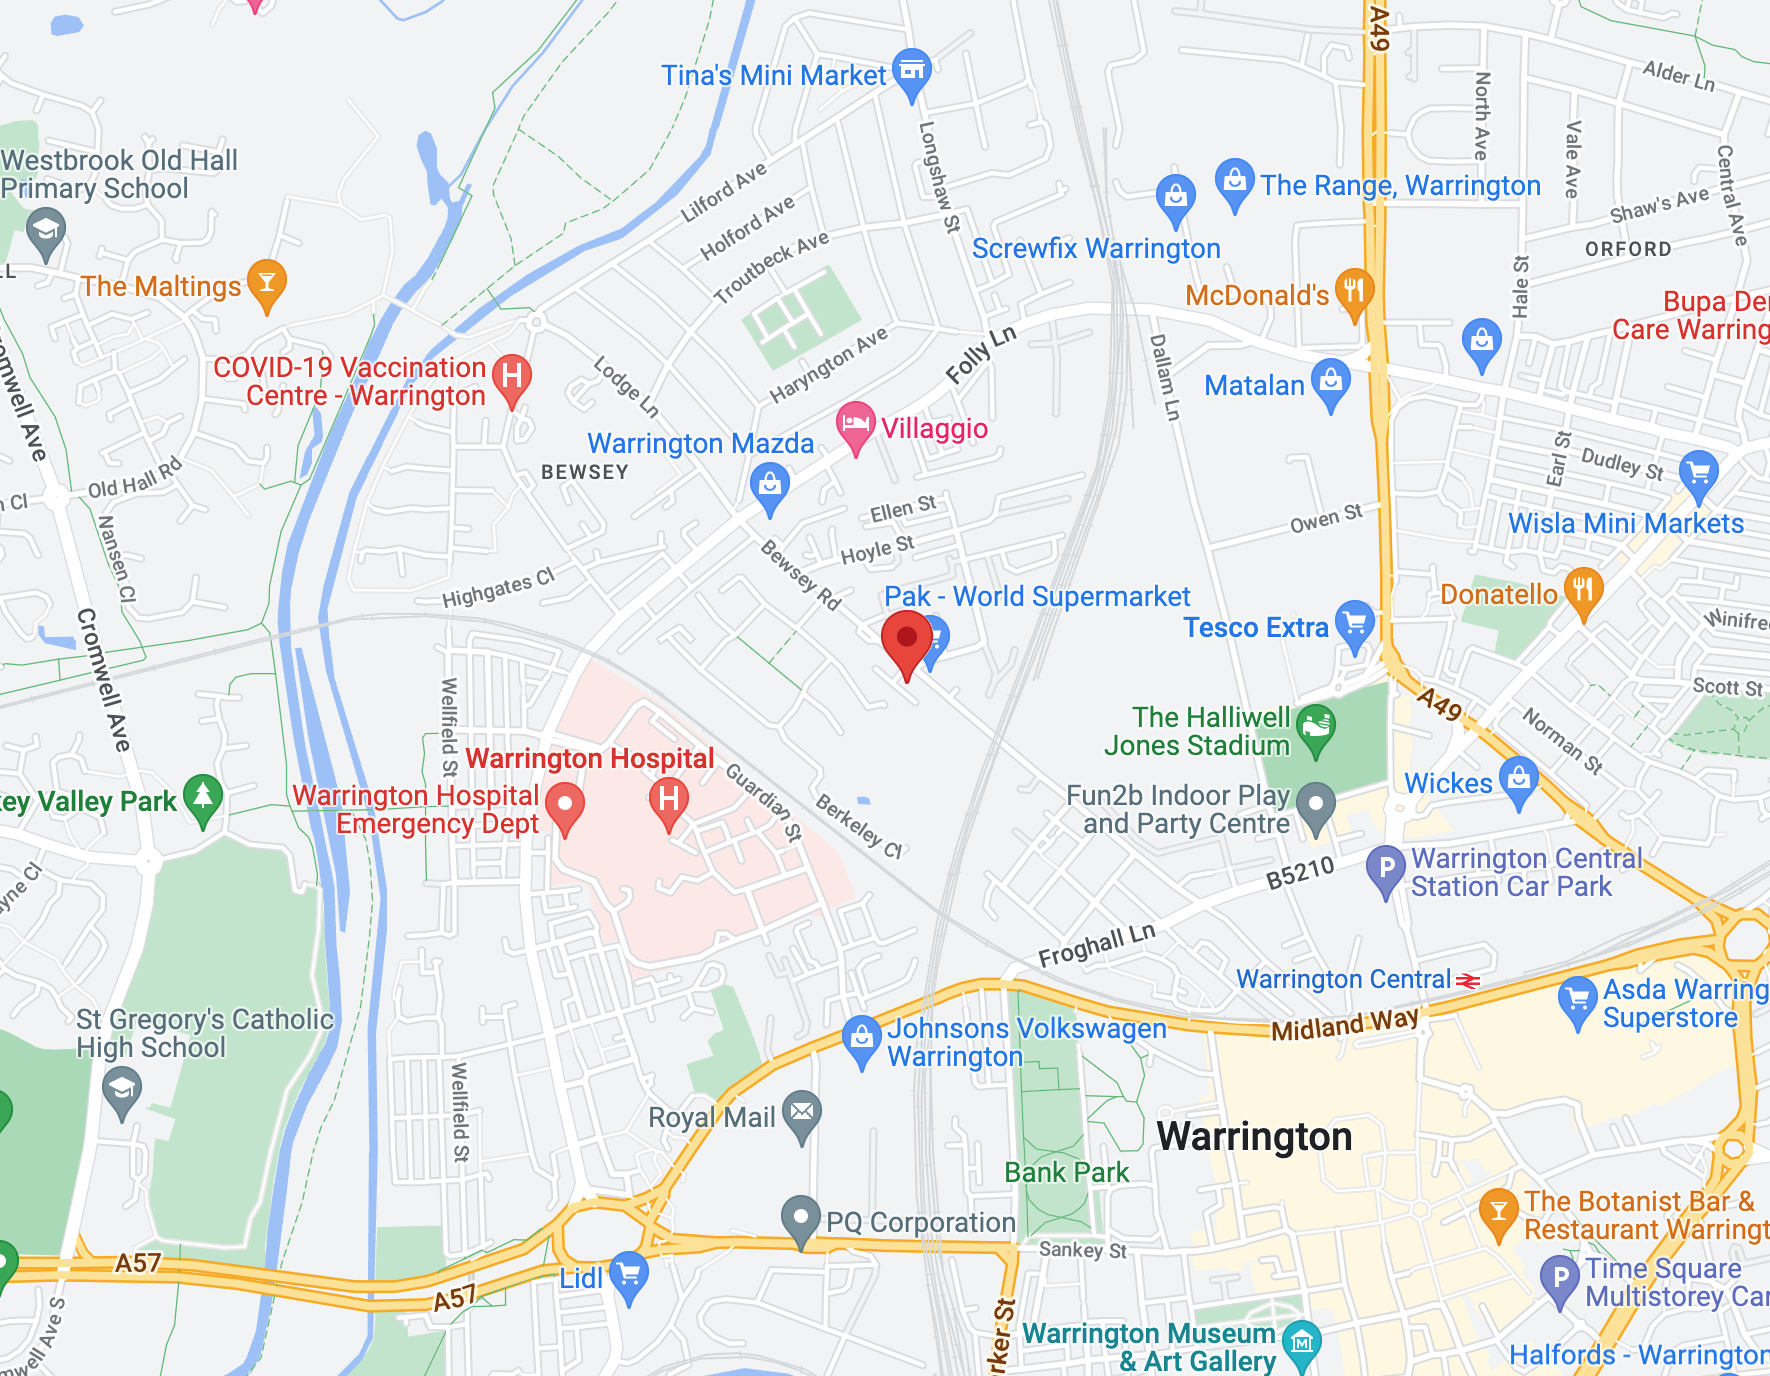 A49
Tina's Mini Market
Alder Ln
North Ave
Vale Ave
Central Ave
Longshaw St
Westbrook Old Hall
Primary School
Lilford Ave
Holford Ave
Troutbeck Ave
The Range, Warrington
Shaw's Ave
Screwfix Warrington
ORFORD
Hale St
The Maltings
McDonald's
Bupa Der
Care Warring
Folly Ln
Haryngton Ave
Dallam Ln
COVID-19 Vaccination
Centre - Warrington
Lodge Ln
Matalan
Villaggio
Warrington Mazda
BEWSEY
Cromwell Ave
Old Hall Rd
Earl St
Dudley St
Ellen St
Owen St
Wisla Mini Markets
Nansen Cl
Hoyle St
Bewsey Rd
Highgates Cl
Pak - World Supermarket
Donatello
Tesco Extra
Cromwell Ave
Scott St
A49
Norman St
Wellfield St
The Halliwell
Jones Stadium
Warrington Hospital
Guardian St
Berkeley Cl
Wickes
key Valley Park
Warrington Hospital
Emergency Dept
Fun2b Indoor Play
and Party Centre
B5210
Warrington Central
Station Car Park
Froghall Ln
Warrington Central
Asda Warring
Superstore
St Gregory's Catholic
High School
Midland Way
Johnsons Volkswagen
Warrington
Wellfield St
Royal Mail
Warrington
Bank Park
The Botanist Bar &
Restaurant Warringt
PQ Corporation
Sankey St
A57
A57
Lidl
Time Square
Multistorey Car
mwell Ave S
rker St
Warrington Museum
& Art Gallery
Halfords - Warrington